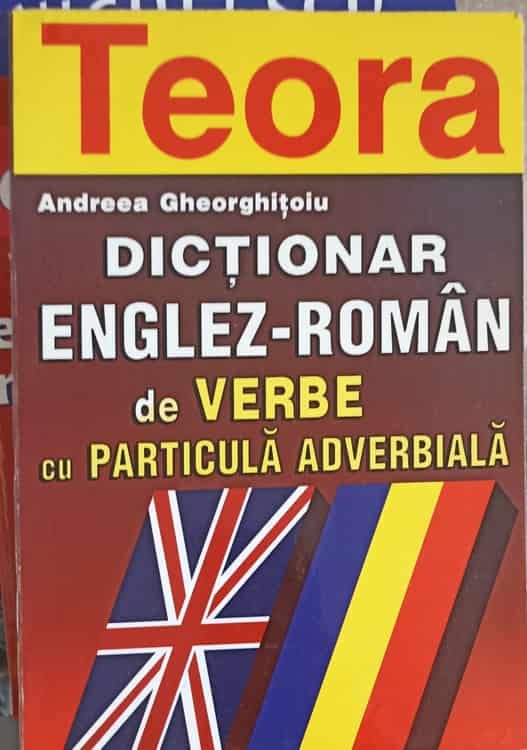 Teora
Andreea Gheorghițoiu
DICȚIONAR
ENGLEZ-ROMÂN
de VERBE
cu PARTICULĂ ADVERBIALĂ